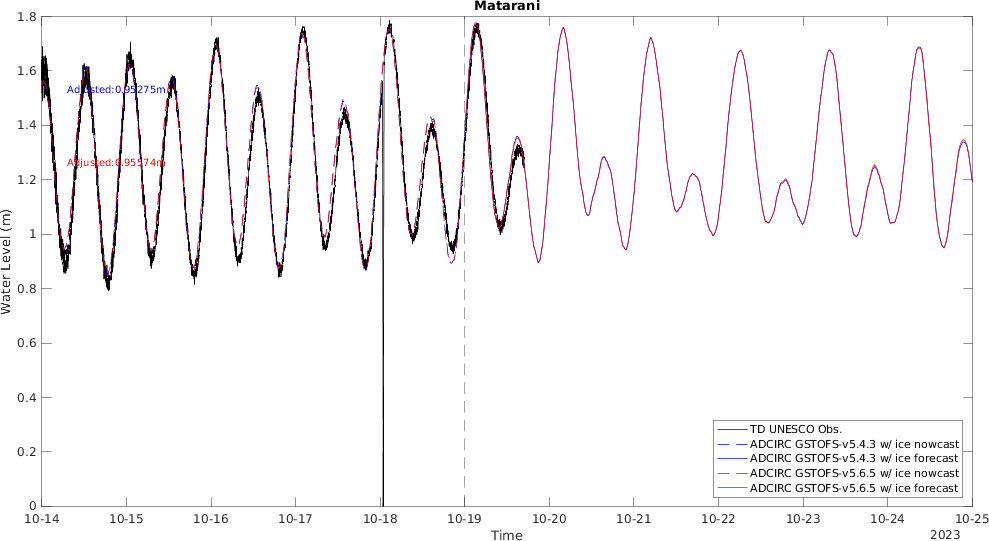 Matarani
1.8
1.6
1.4
1.2
1
0.8
0.6
0.4
0.2
0
Water Level (m)
Adjusted:0.95275m
Adjusted:0.95574m
TD UNESCO Obs.
ADCIRC GSTOFS-v5.4.3 w/ ice nowcast
ADCIRC GSTOFS-v5.4.3 w/ ice forecast
ADCIRC GSTOFS-v5.6.5 w/ ice nowcast
ADCIRC GSTOFS-v5.6.5 w/ ice forecast
10-14 10-15 10-16 10-17 10-18 10-19 10-20 10-21 10-22 10-23 10-24 10-25
Time
2023